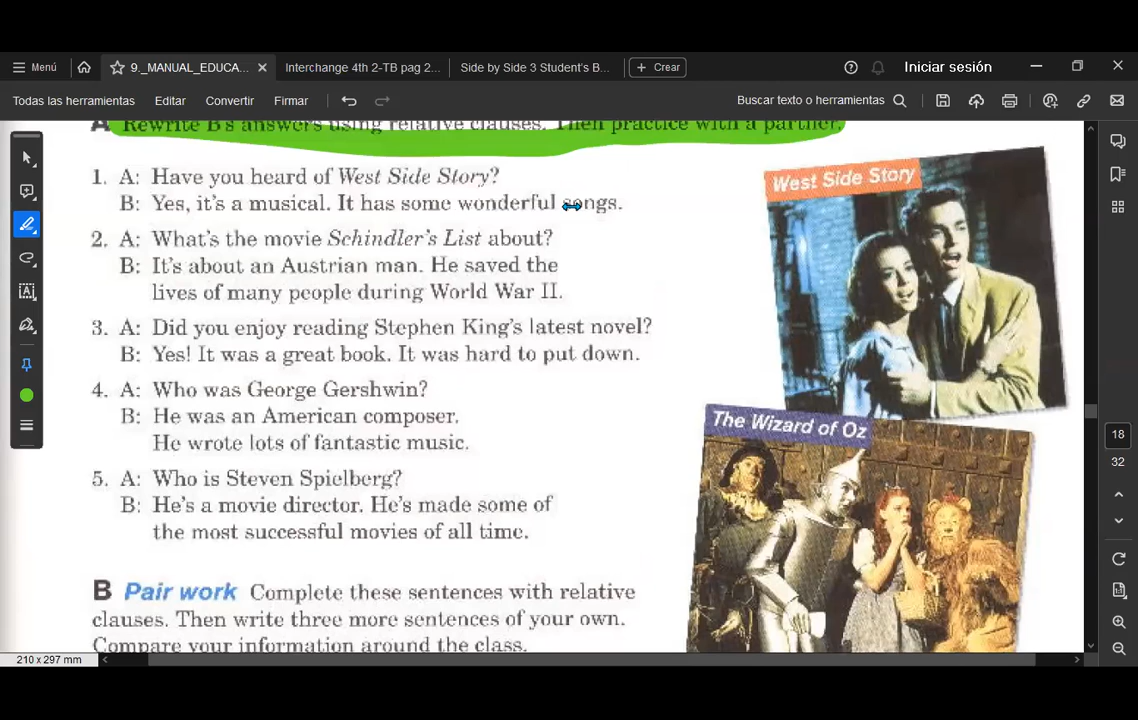 Menú
9._MANUAL_EDUCA...
Interchange 4th 2-TB pag 2...
Side by Side 3 Student's B...
Crear
Iniciar sesión
Todas las herramientas
Editar
Convertir
Firmar
Buscar texto o herramientas
A Rewrite B's answers using relative clauses. Then practice with a partner.
1. A: Have you heard of West Side Story?
B: Yes, it's a musical. It has some wonderful songs.
2. A: What's the movie Schindler's List about?
B: It's about an Austrian man. He saved the
lives of many people during World War II.
3. A: Did you enjoy reading Stephen King's latest novel?
B: Yes! It was a great book. It was hard to put down.
4. A: Who was George Gershwin?
B: He was an American composer.
He wrote lots of fantastic music.
5. A: Who is Steven Spielberg?
B: He's a movie director. He's made some of
the most successful movies of all time.
B Pair work Complete these sentences with relative
clauses. Then write three more sentences of your own.
Compare your information around the class.
West Side Story
The Wizard of Oz
18
32
210 x 297 mm